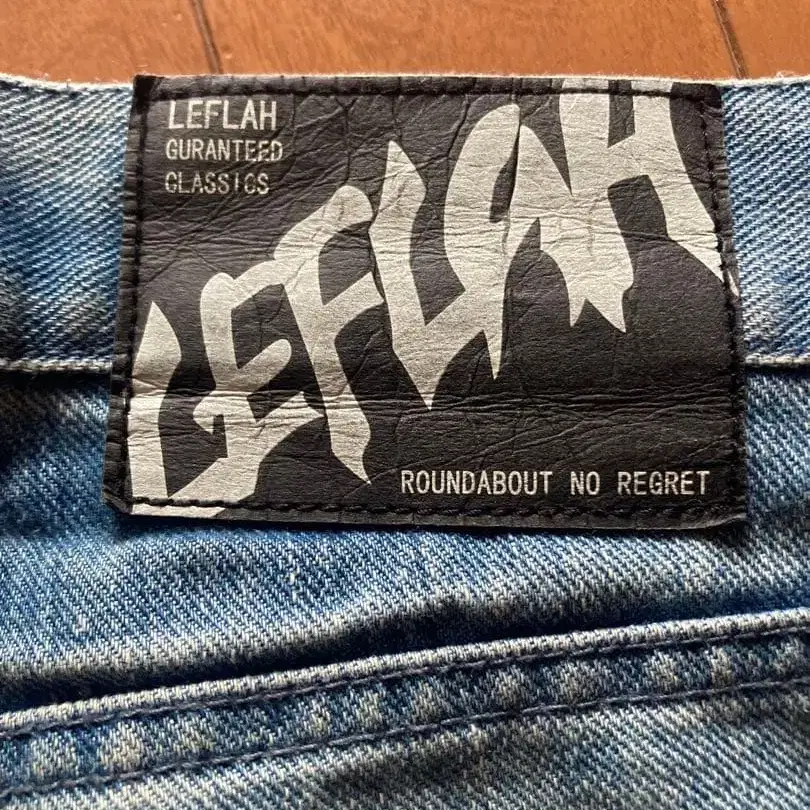 LEFLAH
GURANTEED
CLASSICS
LEFLAH
ROUNDABOUT NO REGRET